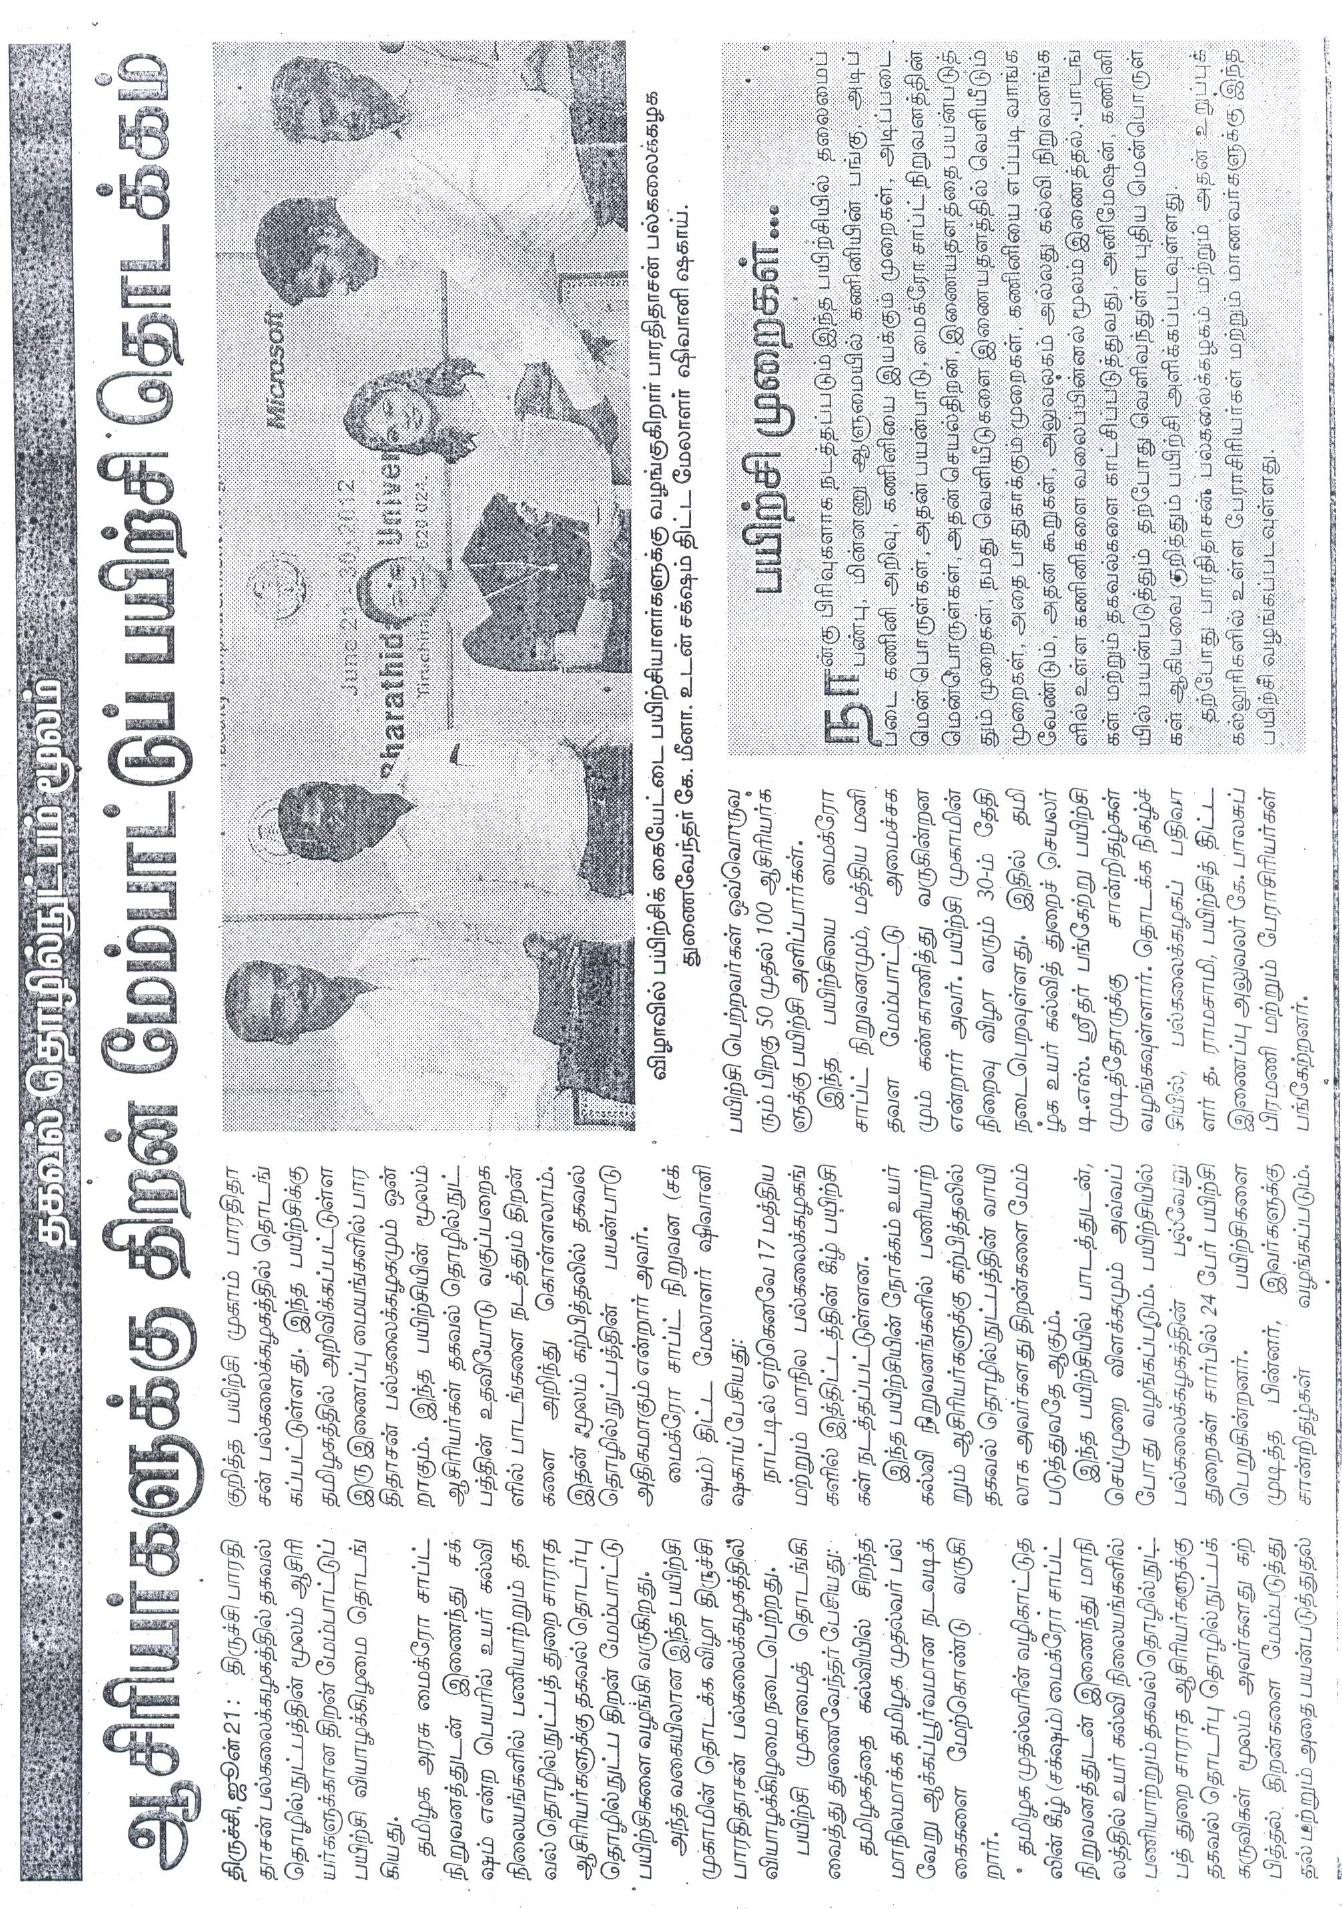 தகவல் தொழில்நுட்பம் மூலம்
ஆசிரியர்களுக்கு திறன் மேம்பாட்டுப் பயிற்சி தொடக்கம்
திருச்சி, ஜூன் 21: திருச்சி பாரதி
தாசன் பல்கலைக்கழகத்தில் தகவல்
தொழில்நுட்பத்தின் மூலம் ஆசிரி
யர்களுக்கான திறன் மேம்பாட்டுப்
பயிற்சி வியாழக்கிழமை தொடங்
கியது.
தமிழக அரசு மைக்ரோ சாப்ட்
நிறுவனத்துடன் இணைந்து சக்
ஷம் என்ற பெயரில் உயர் கல்வி
நிலையங்களில் பணியாற்றும் தக
வல் தொழில்நுட்பத் துறை சாராத
ஆசிரியர்களுக்கு தகவல் தொடர்பு
தொழில்நுட்ப திறன் மேம்பாட்டு
பயிற்சிகளை வழங்கி வருகிறது.
அந்த வகையிலான இந்த பயிற்சி
முகாமின் தொடக்க விழா திருச்சி
பாரதிதாசன் பல்கலைக்கழகத்தில்
வியாழக்கிழமை நடைபெற்றது.
பயிற்சி முகாமைத் தொடங்கி
வைத்து துணைவேந்தர் பேசியது:
தமிழகத்தை கல்வியில் சிறந்த
மாநிலமாக்க தமிழக முதல்வர் பல்
வேறு ஆக்கப்பூர்வமான நடவடிக்
கைகளை மேற்கொண்டு வருகி
றார்.
தமிழக முதல்வரின் வழிகாட்டுத
லின் கீழ் (சக்ஷம்) மைக்ரோ சாப்ட்
நிறுவனத்துடன் இணைந்து மாநி
லத்தில் உயர் கல்வி நிலையங்களில்
பணியாற்றும் தகவல் தொழில்நுட்
பத் துறை சாராத ஆசிரியர்களுக்கு
தகவல் தொடர்பு தொழில்நுட்பக்
கருவிகள் மூலம் அவர்களது கற்
பித்தல் திறன்களை மேம்படுத்து
தல் மற்றும் அதை பயன்படுத்துதல்
குறித்த பயிற்சி முகாம் பாரதிதா
சன் பல்கலைக்கழகத்தில் தொடங்
கப்பட்டுள்ளது. இந்த பயிற்சிக்கு
தமிழகத்தில் அறிவிக்கப்பட்டுள்ள
இரு இணைப்பு மையங்களில் பார
திதாசன் பல்கலைக்கழகமும் ஒன்
றாகும். இந்த பயிற்சியின் மூலம்
ஆசிரியர்கள் தகவல் தொழில்நுட்
பத்தின் உதவியோடு வகுப்பறைக
ளில் பாடங்களை நடத்தும் திறன்
களை அறிந்து கொள்ளலாம்.
இதன் மூலம் கற்பித்தலில் தகவல்
தொழில்நுட்பத்தின் பயன்பாடு
அதிகமாகும் என்றார் அவர்.
மைக்ரோ சாப்ட் நிறுவன (சக்
ஷம்) திட்ட மேலாளர் ஷிவானி
ஷகாய் பேசியது:
நாட்டில் ஏற்கெனவே 17 மத்திய
மற்றும் மாநில பல்கலைக்கழகங்
களில் இத்திட்டத்தின் கீழ் பயிற்சி
கள் நடத்தப்பட்டுள்ளன.
இந்த பயிற்சியின் நோக்கம் உயர்
கல்வி நிறுவனங்களில் பணியாற்
றும் ஆசிரியர்களுக்கு கற்பித்தலில்
தகவல் தொழில்நுட்பத்தின் வாயி
லாக அவர்களது திறன்களை மேம்
படுத்துவதே ஆகும்.
இந்த பயிற்சியில் பாடத்துடன்,
செய்முறை விளக்கமும் அவ்வப்
போது வழங்கப்படும். பயிற்சியில்
பல்கலைக்கழகத்தின் பல்வேறு
துறைகள் சார்பில் 24 பேர் பயிற்சி
பெறுகின்றனர். பயிற்சிகளை
முடித்த பின்னர், இவர்களுக்கு
சான்றிதழ்கள் வழங்கப்படும்.
Microsoft
June 21 2012
Bharathid Univer
Tiruchira 620 024
விழாவில் பயிற்சிக் கையேட்டை பயிற்சியாளர்களுக்கு வழங்குகிறார் பாரதிதாசன் பல்கலைக்கழக
துணைவேந்தர் கே. மீனா. உடன் சக்ஷம் திட்ட மேலாளர் ஷிவானி ஷகாய்.
பயிற்சி பெற்றவர்கள் ஒவ்வொருவ
ரும் பிறகு 50 முதல் 100 ஆசிரியர்க
ளுக்கு பயிற்சி அளிப்பார்கள்.
இந்த பயிற்சியை மைக்ரோ
சாப்ட் நிறுவனமும், மத்திய மனி
தவள மேம்பாட்டு அமைச்சக
மும் கண்காணித்து வருகின்றன
என்றார் அவர். பயிற்சி முகாமின்
நிறைவு விழா வரும் 30-ம் தேதி
நடைபெறவுள்ளது. இதில் தமி
ழக உயர் கல்வித் துறைச் செயலர்
டி.எஸ். ஸ்ரீதர் பங்கேற்று பயிற்சி
முடித்தோருக்கு சான்றிதழ்கள்
வழங்கவுள்ளார். தொடக்க நிகழ்ச்
சியில், பல்கலைக்கழகப் பதிவா
ளர் த. ராமசாமி, பயிற்சித் திட்ட
இணைப்பு அலுவலர் கே. பாலசுப்
பிரமணி மற்றும் பேராசிரியர்கள்
பங்கேற்றனர்.
பயிற்சி முறைகள்...
நான்கு பிரிவுகளாக நடத்தப்படும் இந்த பயிற்சியில் தலைமைப்
பண்பு, மின்னணு ஆளுமையில் கணினியின் பங்கு, அடிப்
படை கணினி அறிவு, கணினியை இயக்கும் முறைகள், அடிப்படை
மென் பொருள்கள், அதன் பயன்பாடு, மைக்ரோ சாப்ட் நிறுவனத்தின்
மென்பொருள்கள், அதன் செயல்திறன், இணையதளத்தை பயன்படுத்
தும் முறைகள், நமது வெளியீடுகளை இணையதளத்தில் வெளியீடும்
முறைகள், அதை பாதுகாக்கும் முறைகள், கணினியை எப்படி வாங்க
வேண்டும், அதன் கூறுகள், அலுவலகம் அல்லது கல்வி நிறுவனங்க
ளில் உள்ள கணினிகளை வலைப்பின்னல் மூலம் இணைத்தல், பாடங்
கள் மற்றும் தகவல்களை காட்சிப்படுத்துவது, அனிமேஷன், கணினி
யில் பயன்படுத்தும் தற்போது வெளிவந்துள்ள புதிய மென்பொருள்
கள் ஆகியவை குறித்தும் பயிற்சி அளிக்கப்படவுள்ளது.
தற்போது பாரதிதாசன் பல்கலைக்கழகம் மற்றும் அதன் உறுப்புக்
கல்லூரிகளில் உள்ள பேராசிரியர்கள் மற்றும் மாணவர்களுக்கு இந்த
பயிற்சி வழங்கப்படவுள்ளது.